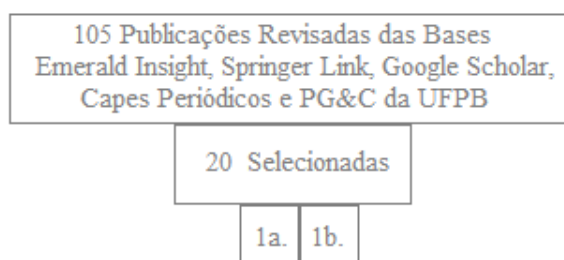 105 Publicações Revisadas das Bases
Emerald Insight, Springer Link, Google Scholar,
Capes Periódicos e PG&C da UFPB
20 Selecionadas
1a. 1b.